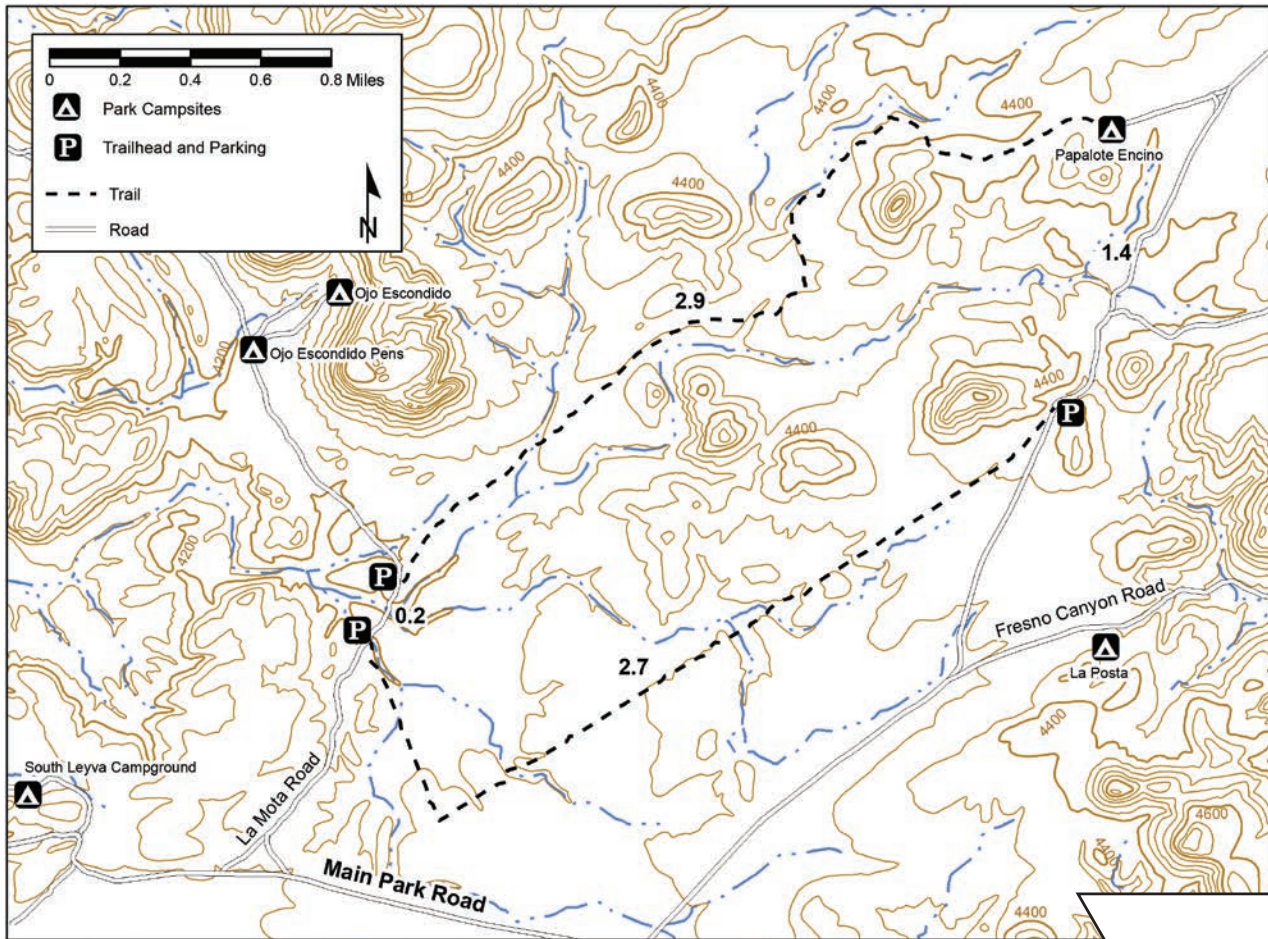 0 0.2 0.4 0.6 0.8 Miles
Park Campsites
P Trailhead and Parking
Trail
Road
N
4400
4400
4400
4400
4400
Papalote Encino
1.4
Ojo Escondido
2.9
4200
Ojo Escondido Pens
4400
P
4400
4200
P
0.2
P
Fresno Canyon Road
2.7
La Posta
4400
South Leyva Campground
La Mota Road
4600
Main Park Road
4400